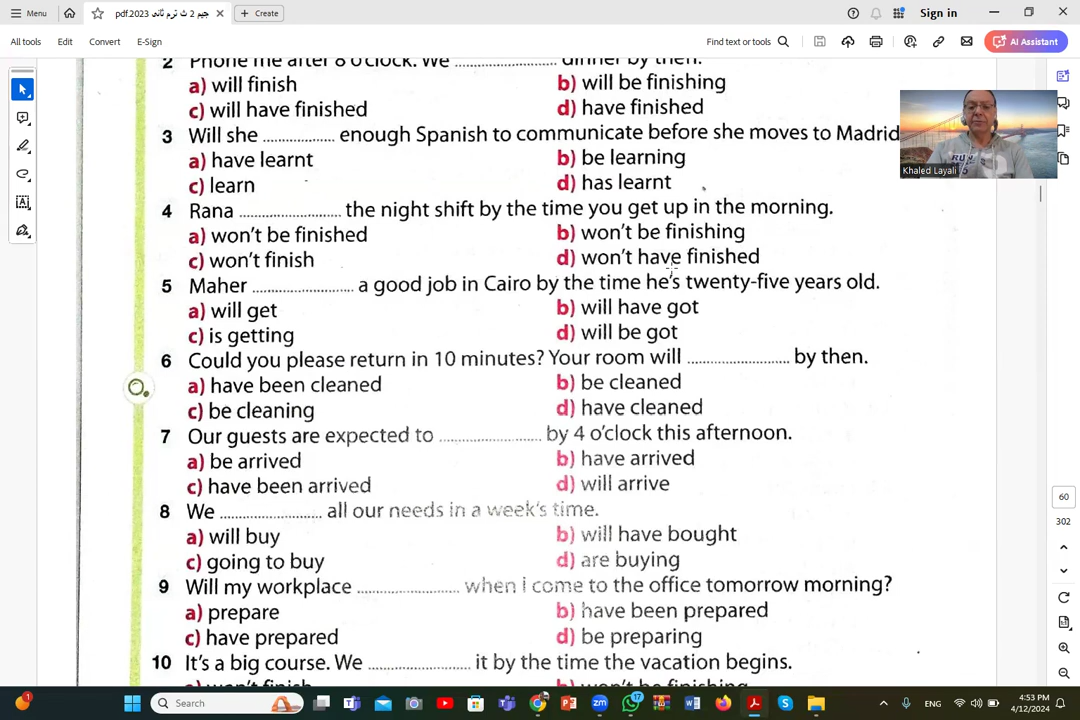 Menu
جيم 2 ث ترم ثانى 2023.pdf
Create
Sign in
All tools
Edit
Convert
E-Sign
Find text or tools
AI Assistant
2 Phone me after 8 o'clock. We .................... dinner by then.
a) will finish b) will be finishing
c) will have finished d) have finished
3 Will she .................... enough Spanish to communicate before she moves to Madrid
a) have learnt b) be learning
c) learn d) has learnt
4 Rana .................... the night shift by the time you get up in the morning.
a) won't be finished b) won't be finishing
c) won't finish d) won't have finished
5 Maher .................... a good job in Cairo by the time he's twenty-five years old.
a) will get b) will have got
c) is getting d) will be got
6 Could you please return in 10 minutes? Your room will .................... by then.
a) have been cleaned b) be cleaned
c) be cleaning d) have cleaned
7 Our guests are expected to .................... by 4 o'clock this afternoon.
a) be arrived b) have arrived
c) have been arrived d) will arrive
8 We .................... all our needs in a week's time.
a) will buy b) will have bought
c) going to buy d) are buying
9 Will my workplace .................... when i come to the office tomorrow morning?
a) prepare b) have been prepared
c) have prepared d) be preparing
10 It's a big course. We .................... it by the time the vacation begins.
a) won't finish b) won't be finishing
Khaled Layali
60
302
1
Search
17
ENG
4:53 PM
4/12/2024